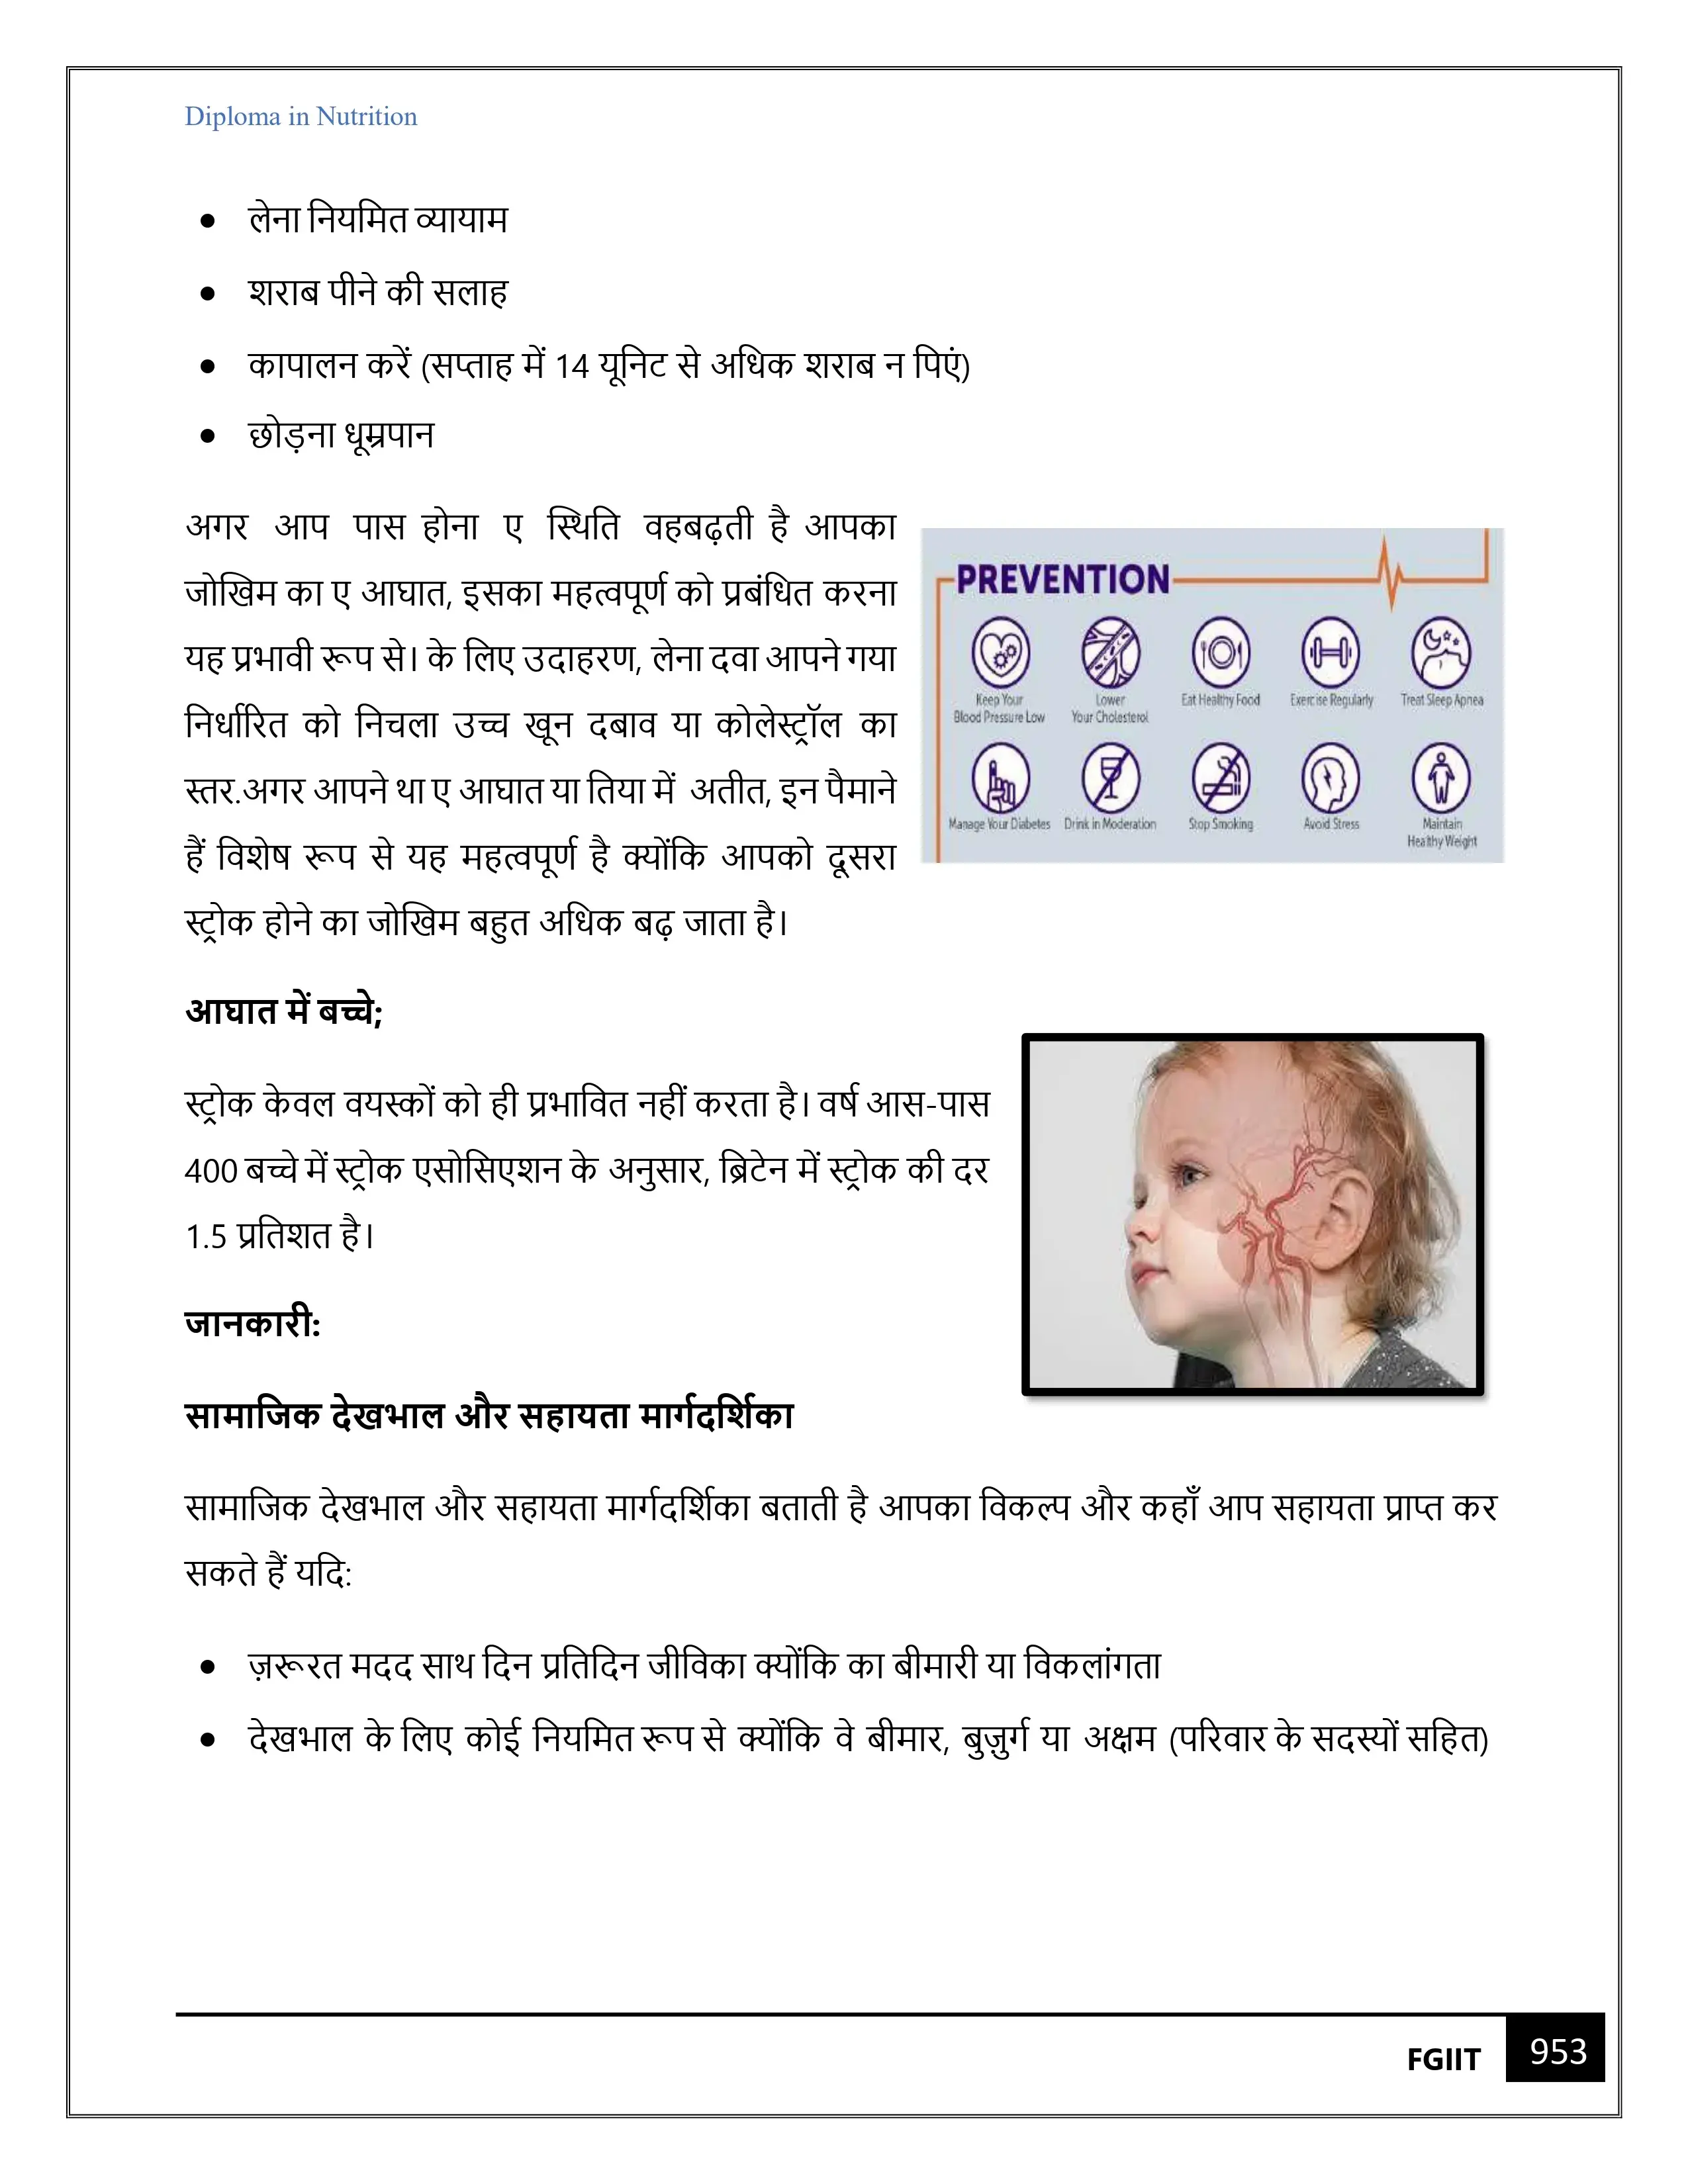 Diploma in Nutrition
• लेना नियमित व्यायाम
• शराब पीने की सलाह
• कापालन करें (सप्ताह में 14 यूनिट से अधिक शराब न पिएं)
• छोड़ना धूम्रपान
अगर आप पास होना ए स्थिति वहबढ़ती है आपका
जोखिम का ए आघात, इसका महत्वपूर्ण को प्रबंधित करना
यह प्रभावी रूप से। के लिए उदाहरण, लेना दवा आपने गया
निर्धारित को निचला उच्च खून दबाव या कोलेस्ट्रॉल का
स्तर.अगर आपने था ए आघात या तिया में अतीत, इन पैमाने
हैं विशेष रूप से यह महत्वपूर्ण है क्योंकि आपको दूसरा
स्ट्रोक होने का जोखिम बहुत अधिक बढ़ जाता है।
PREVENTION
Keep Your
Blood Pressure Low
Lower
Your Cholesterol
Eat Healthy Food
Exercise Regularly
Treat Sleep Apnea
Manage Your Diabetes
Drink in Moderation
Stop Smoking
Avoid Stress
Maintain
Healthy Weight
आघात में बच्चे;
स्ट्रोक केवल वयस्कों को ही प्रभावित नहीं करता है। वर्ष आस-पास
400 बच्चे में स्ट्रोक एसोसिएशन के अनुसार, ब्रिटेन में स्ट्रोक की दर
1.5 प्रतिशत है।
जानकारी:
सामाजिक देखभाल और सहायता मार्गदर्शिका
सामाजिक देखभाल और सहायता मार्गदर्शिका बताती है आपका विकल्प और कहाँ आप सहायता प्राप्त कर
सकते हैं यदि:
• ज़रूरत मदद साथ दिन प्रतिदिन जीविका क्योंकि का बीमारी या विकलांगता
• देखभाल के लिए कोई नियमित रूप से क्योंकि वे बीमार, बुज़ुर्ग या अक्षम (परिवार के सदस्यों सहित)
FGIIT 953